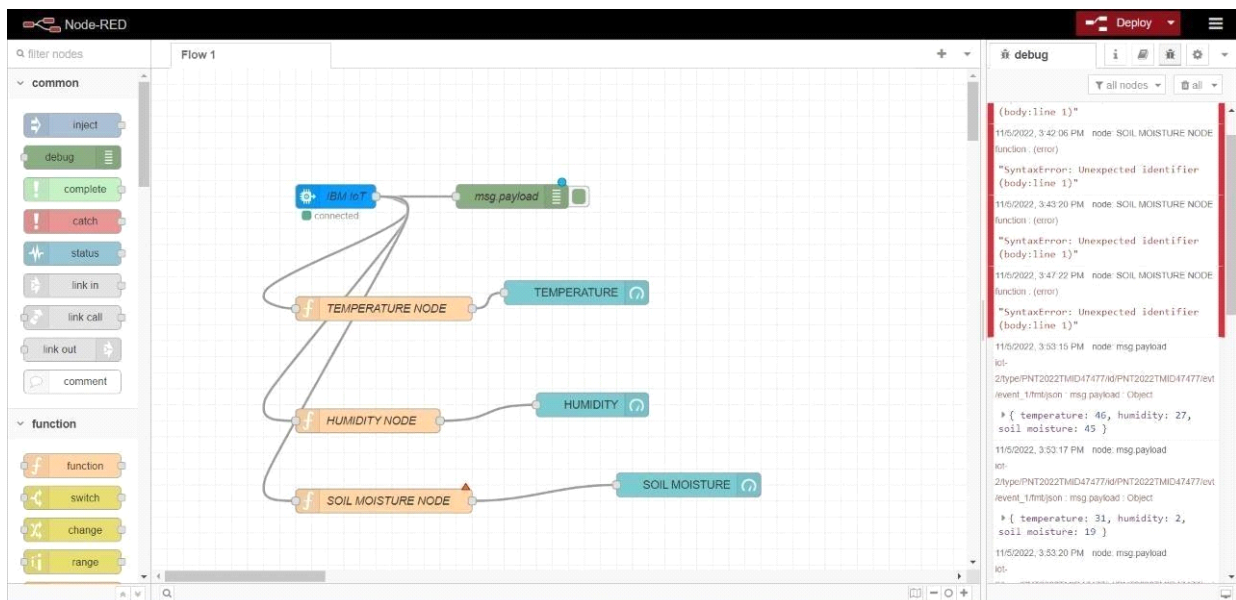 Node-RED
Deploy
filter nodes
Flow 1
debug
i
all nodes
all
common
inject
debug
complete
catch
status
link in
link call
link out
comment
function
function
switch
change
range
IBM IoT
connected
msg.payload
TEMPERATURE NODE
TEMPERATURE
HUMIDITY NODE
HUMIDITY
SOIL MOISTURE NODE
SOIL MOISTURE
(body:line 1)"
11/5/2022, 3:42:06 PM node: SOIL MOISTURE NODE
function : (error)
"SyntaxError: Unexpected identifier
(body:line 1)"
11/5/2022, 3:43:20 PM node: SOIL MOISTURE NODE
function : (error)
"SyntaxError: Unexpected identifier
(body:line 1)"
11/5/2022, 3:47:22 PM node: SOIL MOISTURE NODE
function : (error)
"SyntaxError: Unexpected identifier
(body:line 1)"
11/5/2022, 3:53:15 PM node: msg.payload
iot-
2/type/PNT2022TMID47477/id/PNT2022TMID47477/evt
/event_1/fmt/json : msg.payload : Object
{ temperature: 46, humidity: 27,
soil moisture: 45 }
11/5/2022, 3:53:17 PM node: msg.payload
iot-
2/type/PNT2022TMID47477/id/PNT2022TMID47477/evt
/event_1/fmt/json : msg.payload : Object
{ temperature: 31, humidity: 2,
soil moisture: 19 }
11/5/2022, 3:53:20 PM node: msg.payload
iot-